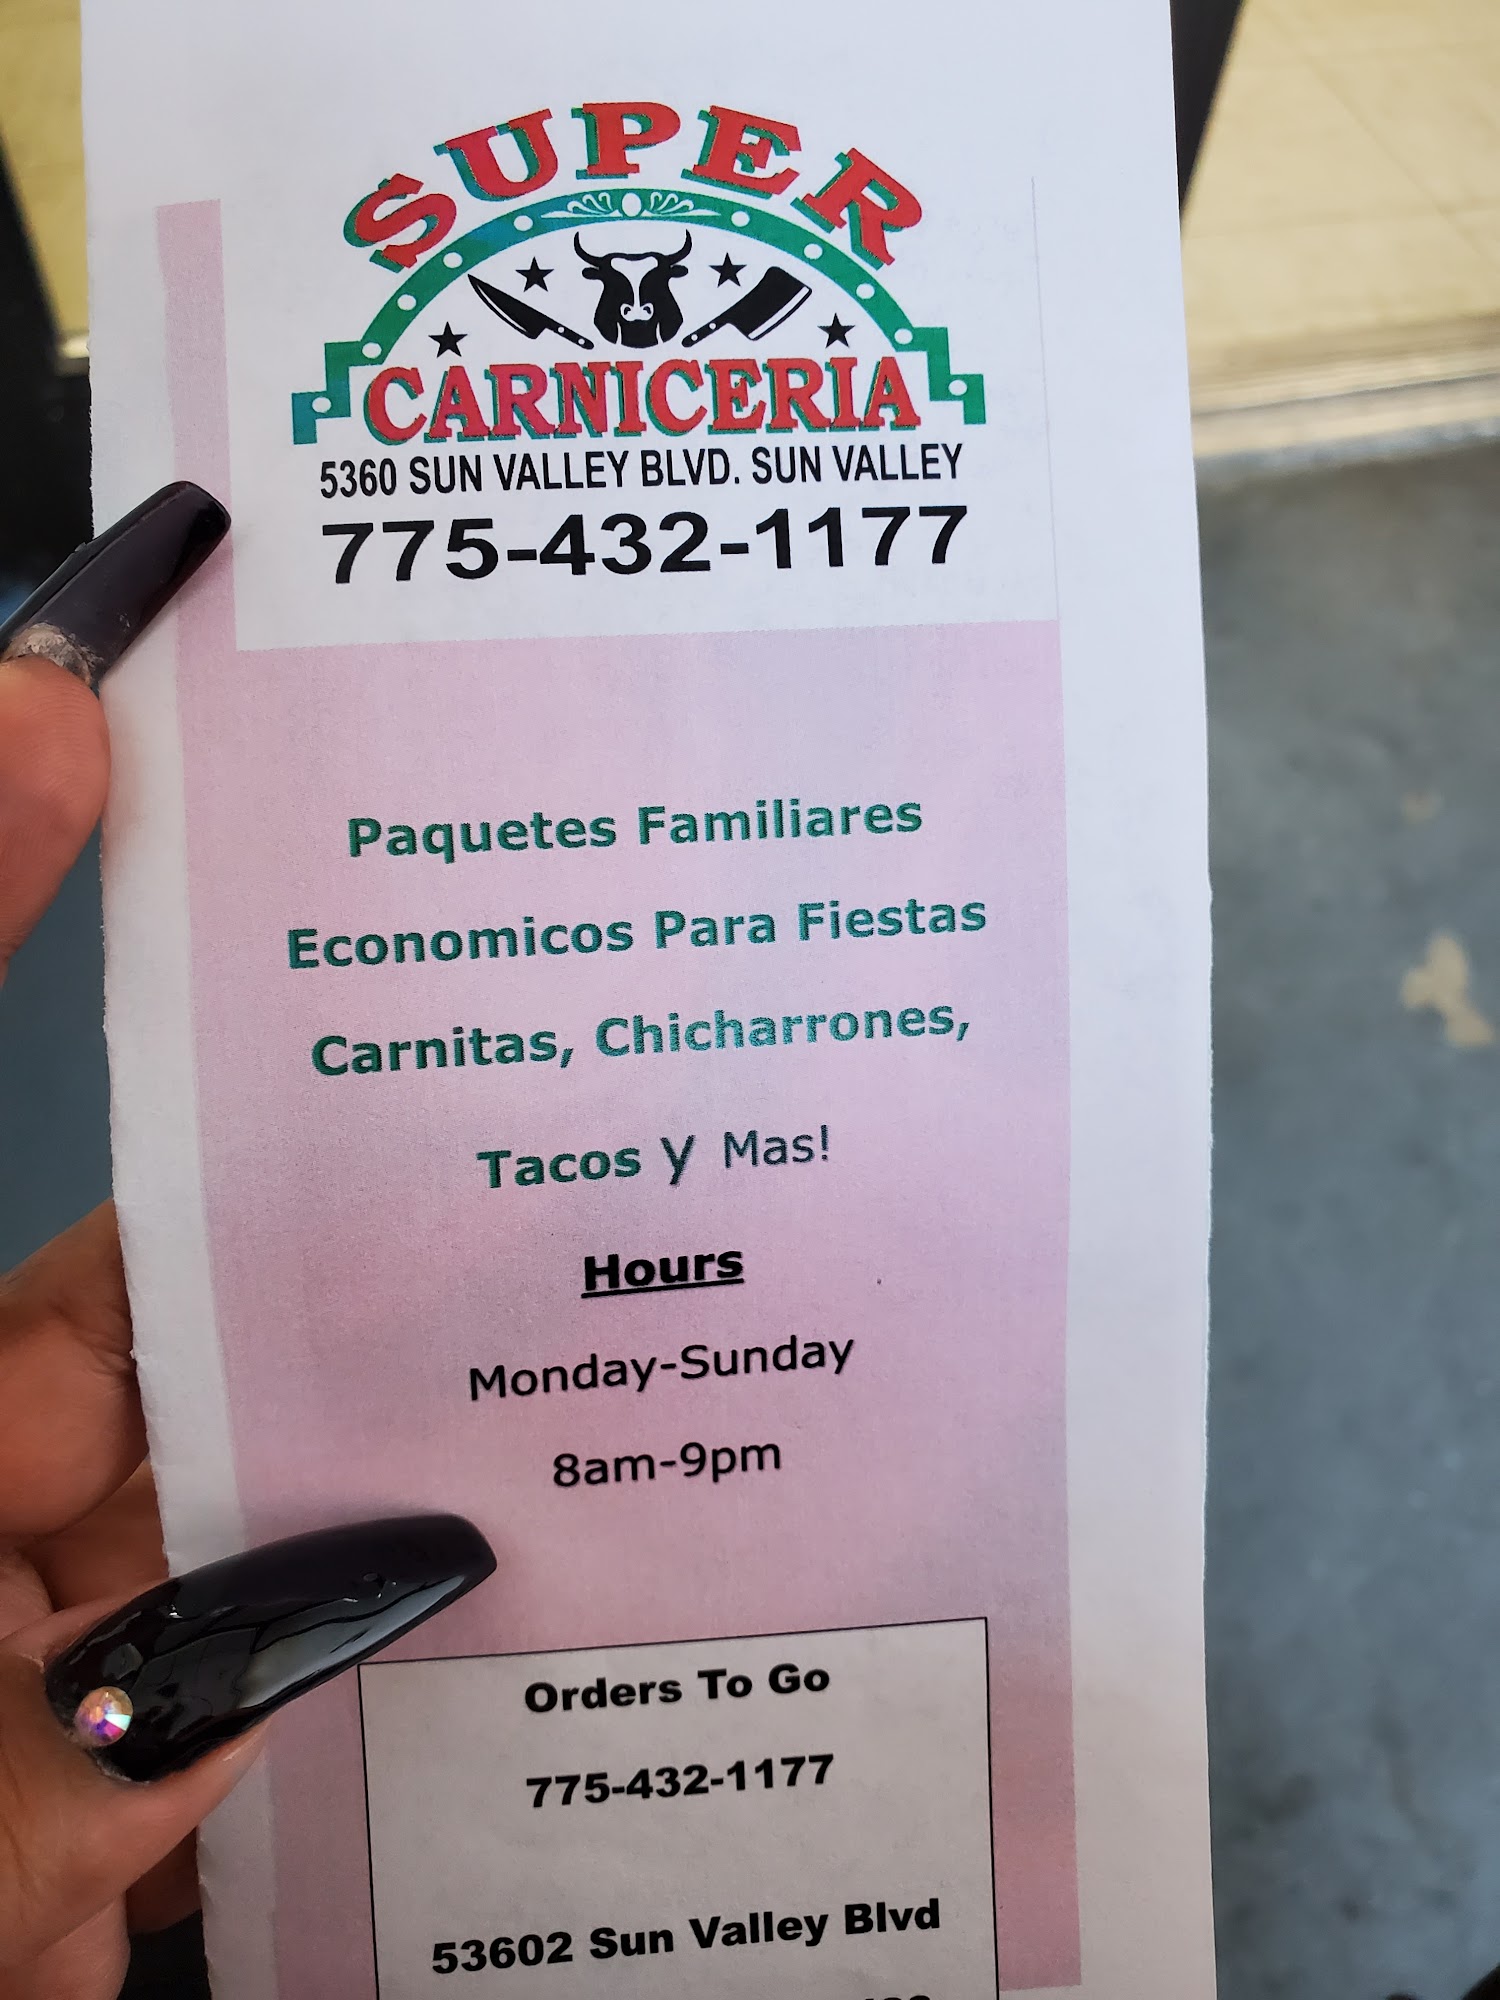 SUPER
CARNICERIA
5360 SUN VALLEY BLVD. SUN VALLEY
775-432-1177
Paquetes Familiares
Economicos Para Fiestas
Carnitas, Chicharrones,
Tacos y Mas!
Hours
Monday-Sunday
8am-9pm
Orders To Go
775-432-1177
53602 Sun Valley Blvd